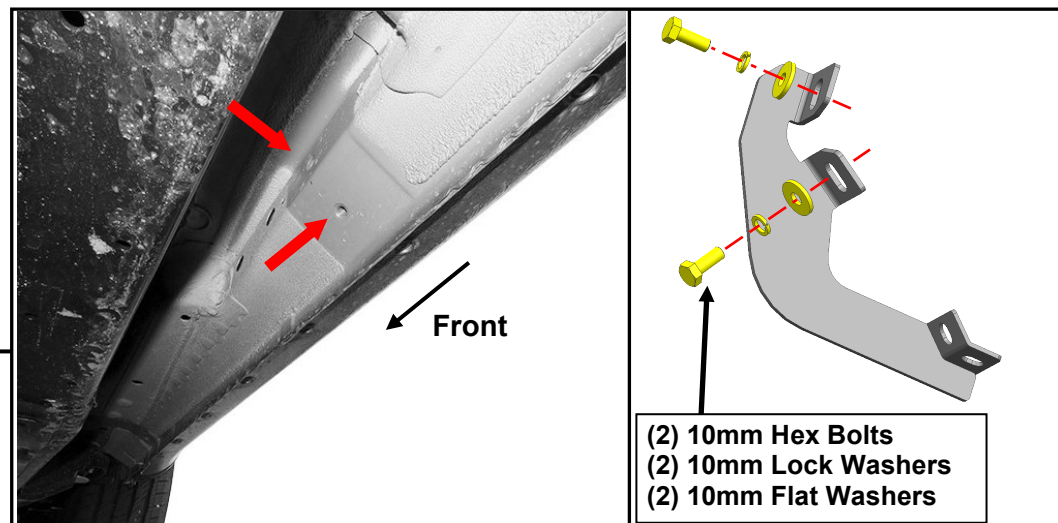 Front
(2) 10mm Hex Bolts
(2) 10mm Lock Washers
(2) 10mm Flat Washers